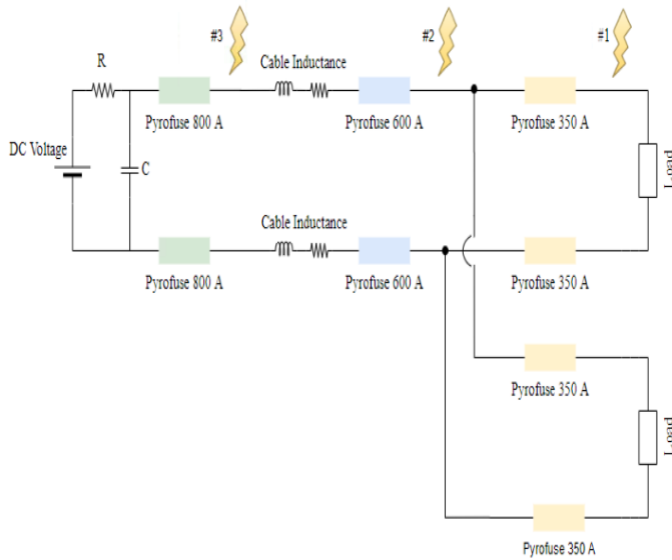 #3
#2
#1
R
Cable Inductance
Pyrofuse 800 A
Pyrofuse 600 A
Pyrofuse 350 A
DC Voltage
C
Load
Cable Inductance
Pyrofuse 800 A
Pyrofuse 600 A
Pyrofuse 350 A
Pyrofuse 350 A
Load
Pyrofuse 350 A